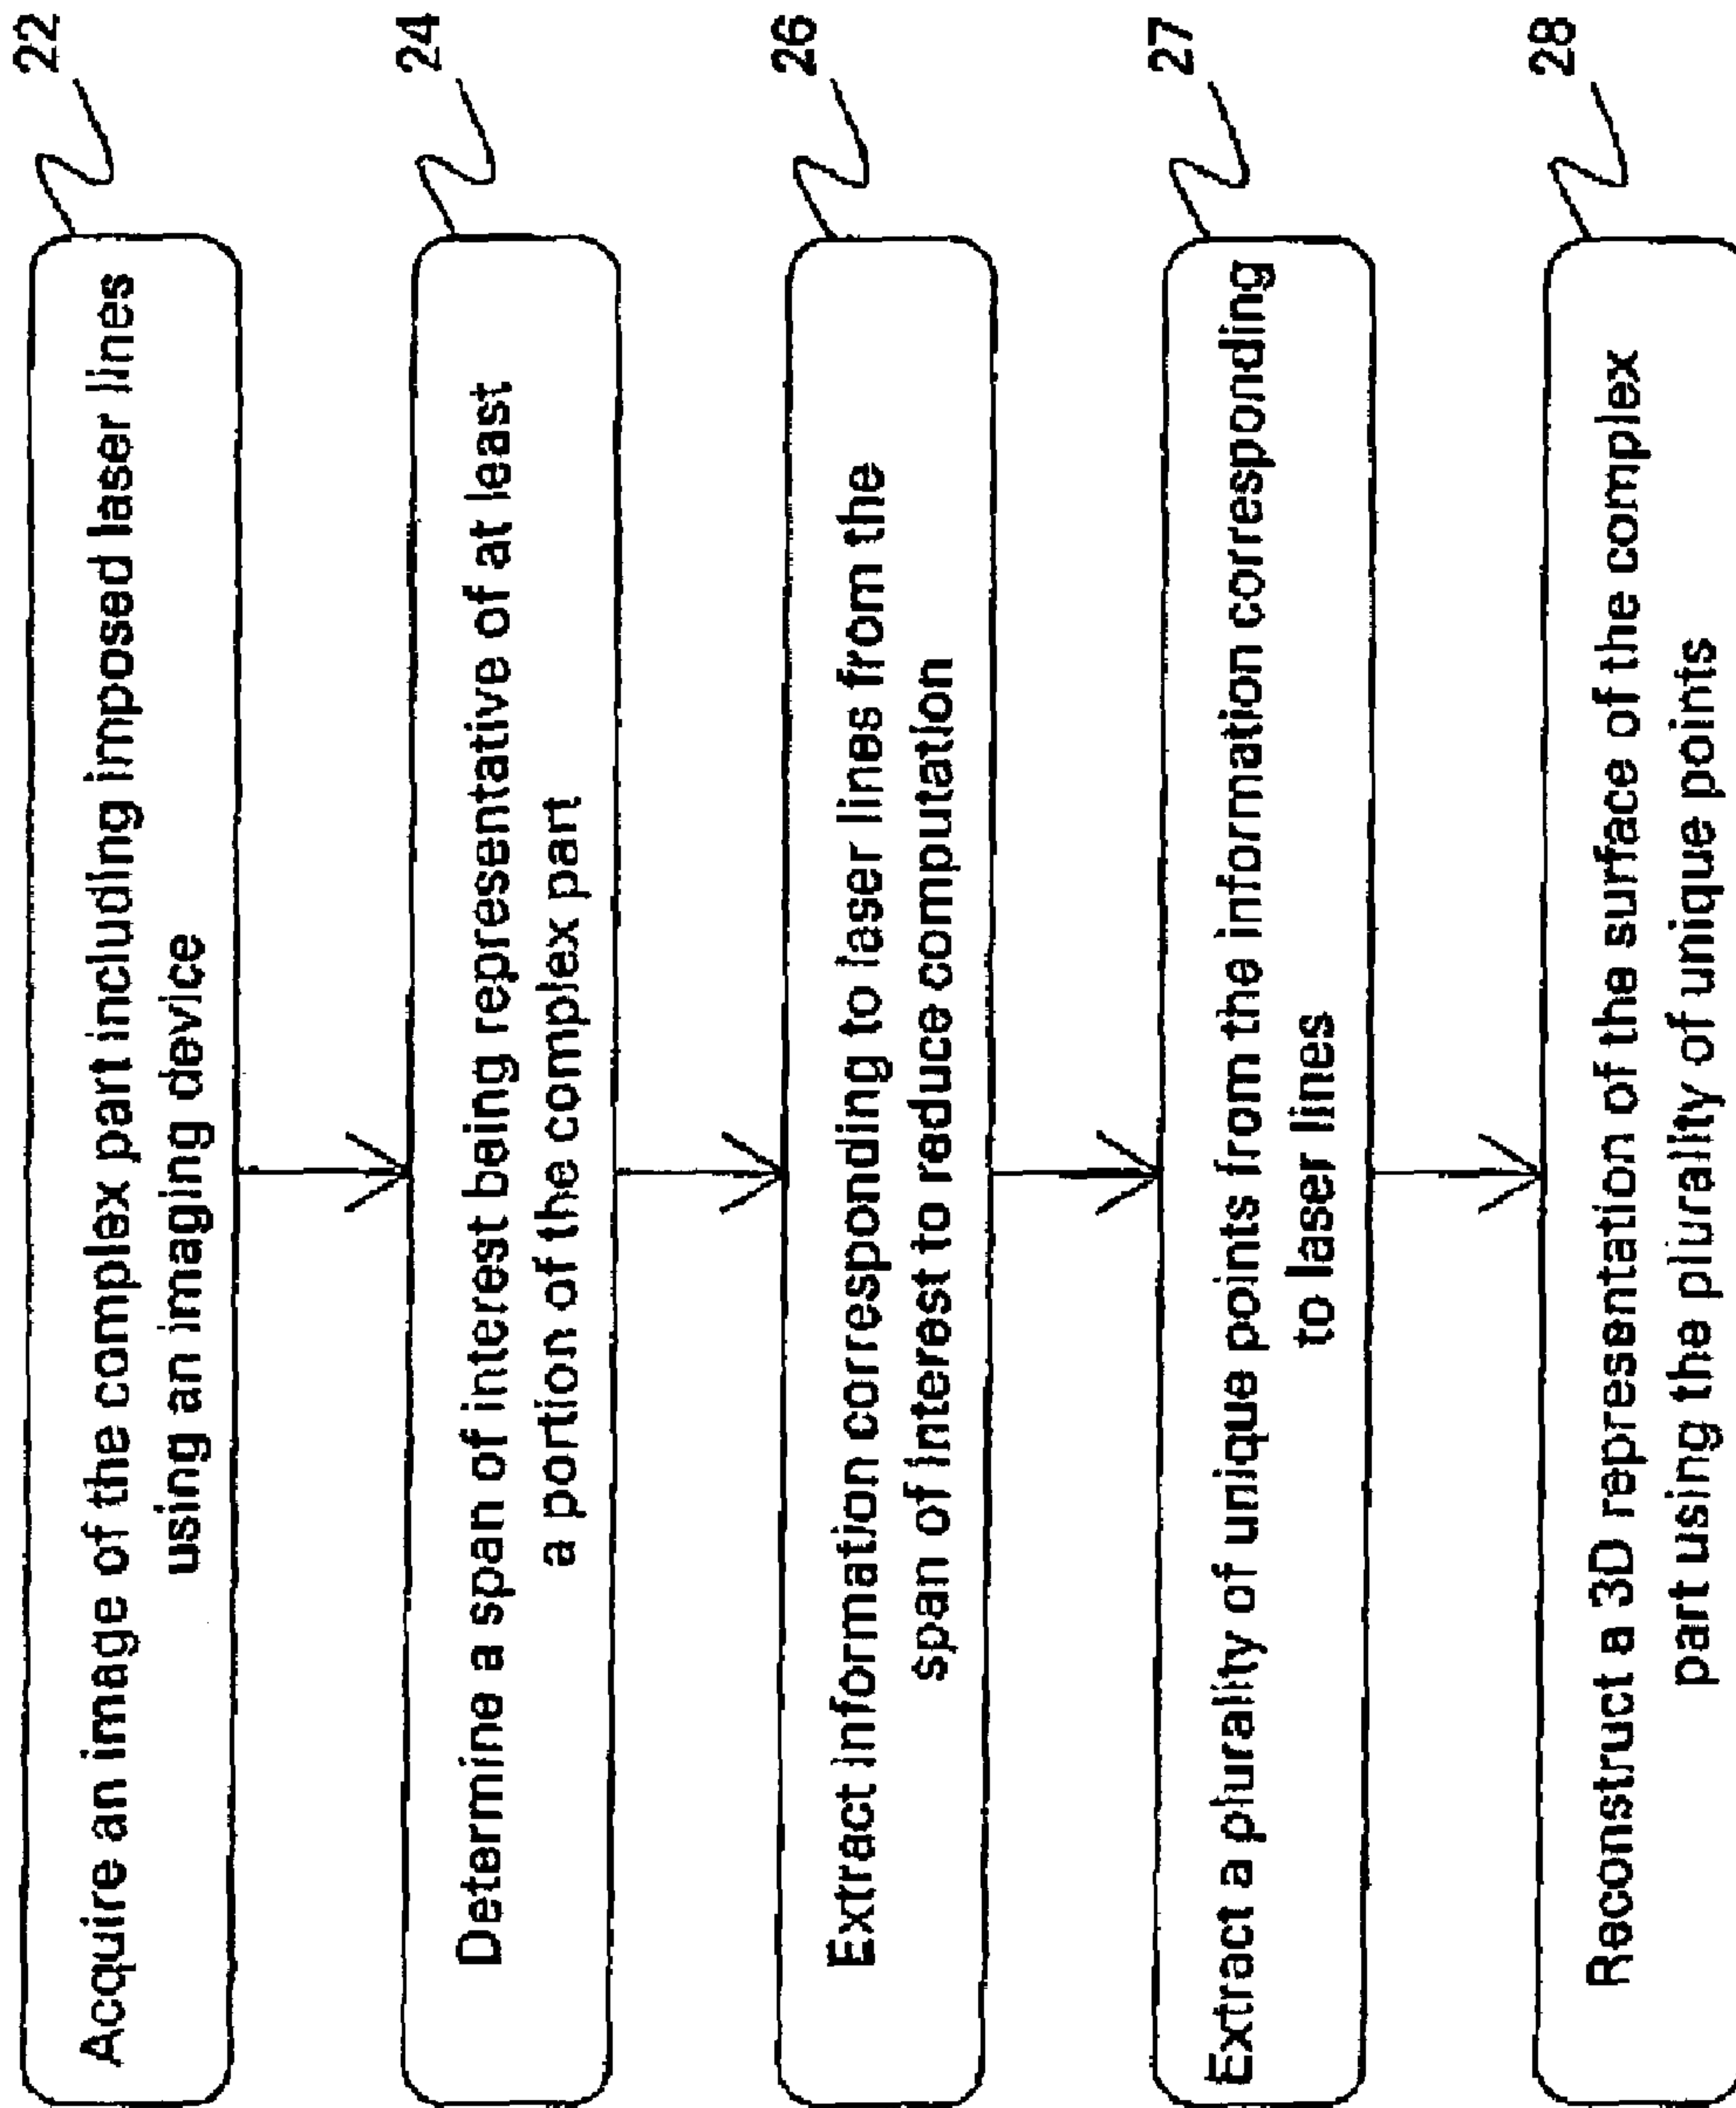 22
Acquire an image of the complex part including imposed laser lines
using an imaging device
24
Determine a span of interest being representative of at least
a portion of the complex part
26
Extract information corresponding to laser lines from the
span of interest to reduce computation
27
Extract a plurality of unique points from the information corresponding
to laser lines
28
Reconstruct a 3D representation of the surface of the complex
part using the plurality of unique points